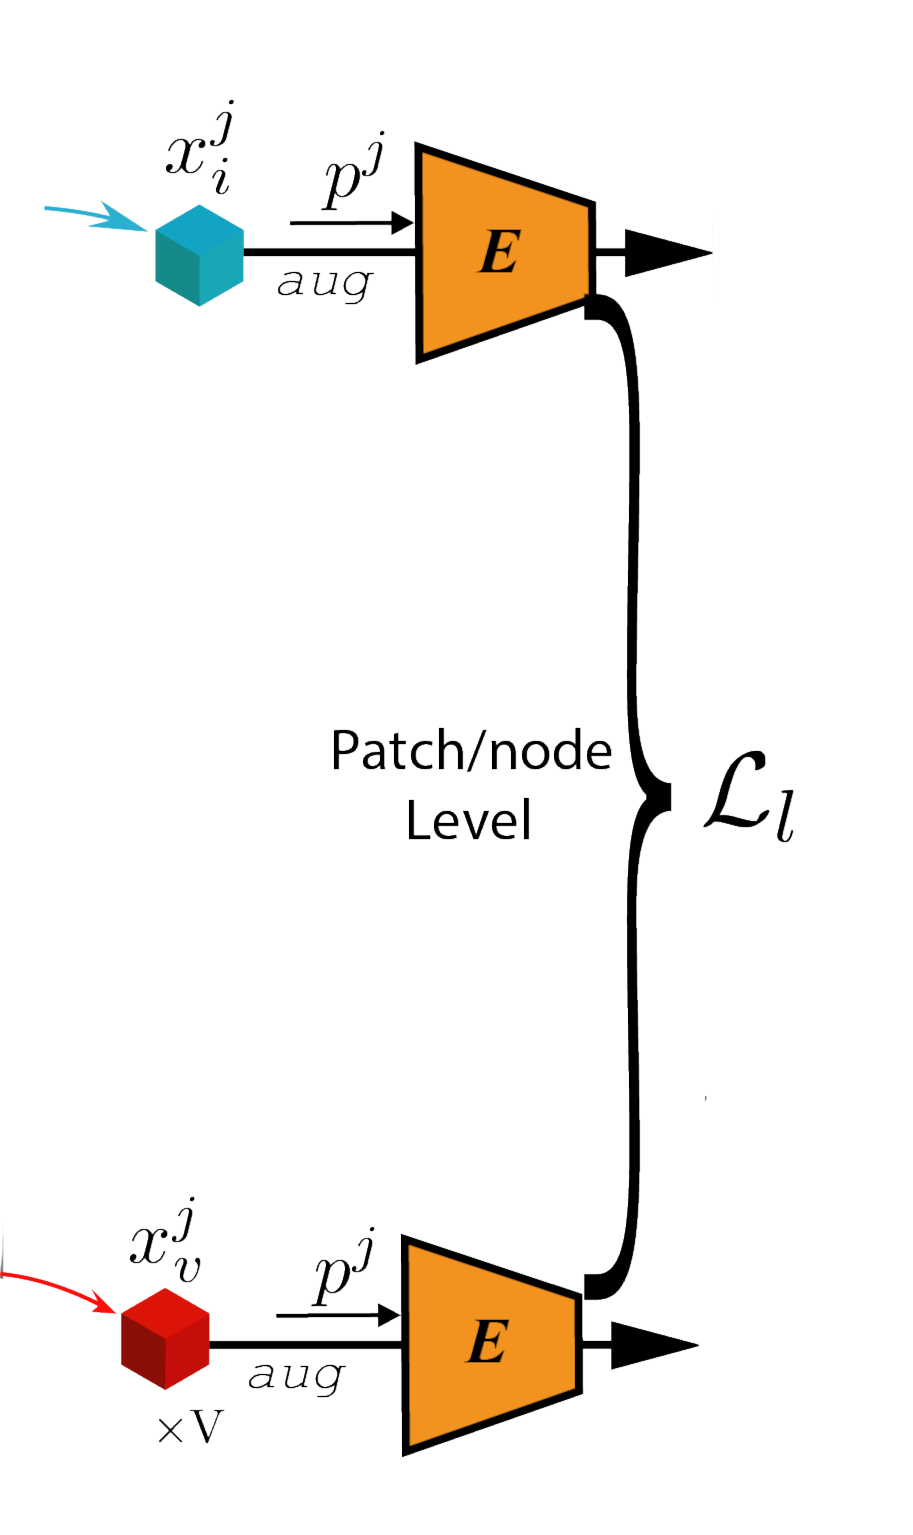 x_i^j
p^j
E
aug
Patch/node
Level
ℒ_l
x_v^j
p^j
E
aug
×V